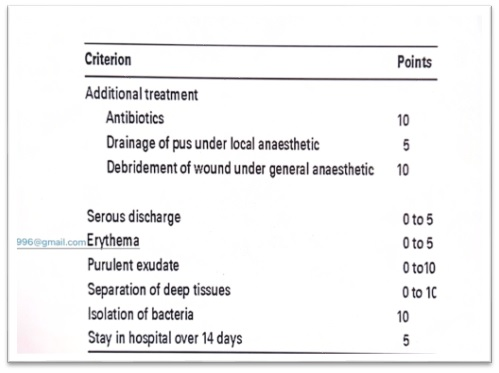 Criterion Points
Additional treatment
Antibiotics 10
Drainage of pus under local anaesthetic 5
Debridement of wound under general anaesthetic 10
Serous discharge 0 to 5
996@gmail.com Erythema 0 to 5
Purulent exudate 0 to10
Separation of deep tissues 0 to 10
Isolation of bacteria 10
Stay in hospital over 14 days 5